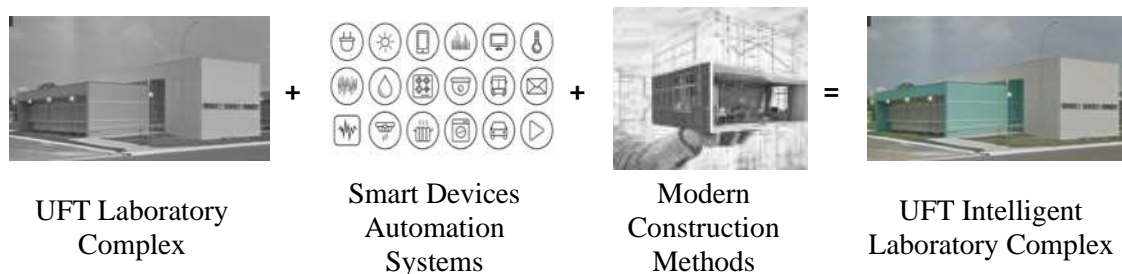 +
+
=
UFT Laboratory
Complex
Smart Devices
Automation
Systems
Modern
Construction
Methods
UFT Intelligent
Laboratory Complex